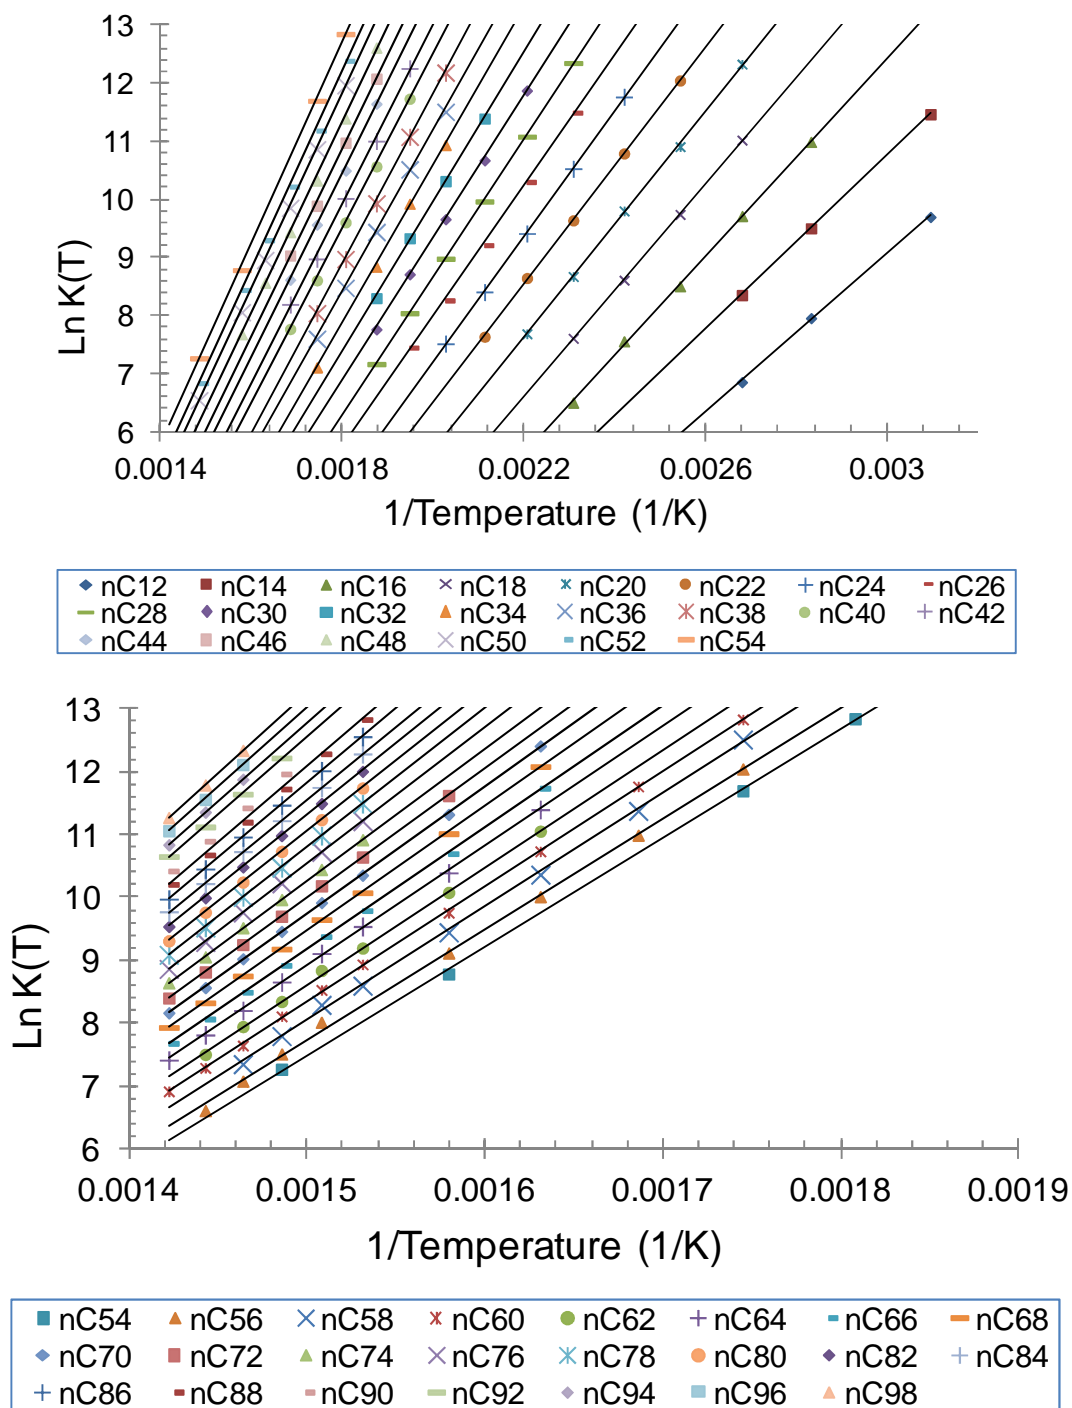 13
12
11
10
9
8
7
6
Ln K(T)
0.0014 0.0018 0.0022 0.0026 0.003
1/Temperature (1/K)
nC12 nC14 nC16 nC18 nC20 nC22 nC24 nC26
nC28 nC30 nC32 nC34 nC36 nC38 nC40 nC42
nC44 nC46 nC48 nC50 nC52 nC54
13
12
11
10
9
8
7
6
Ln K(T)
0.0014 0.0015 0.0016 0.0017 0.0018 0.0019
1/Temperature (1/K)
nC54 nC56 nC58 nC60 nC62 nC64 nC66 nC68
nC70 nC72 nC74 nC76 nC78 nC80 nC82 nC84
nC86 nC88 nC90 nC92 nC94 nC96 nC98